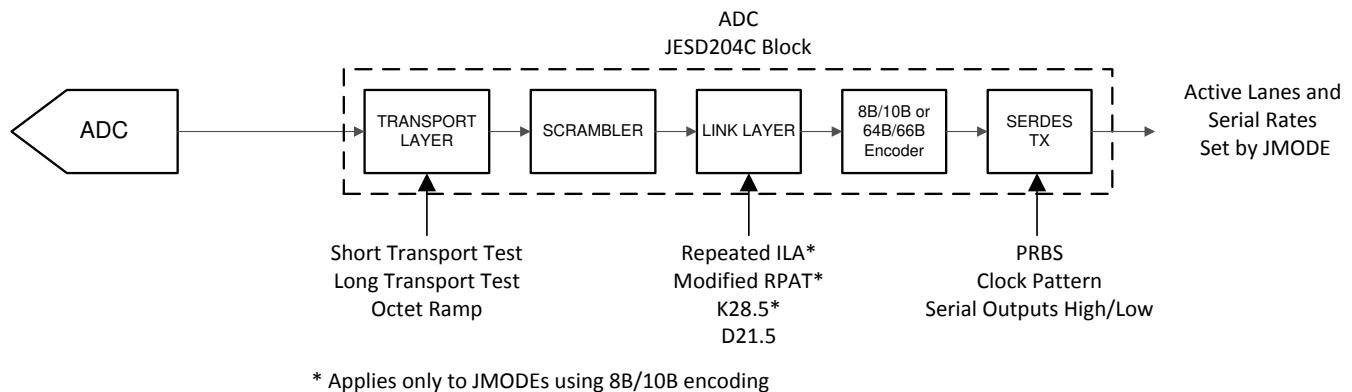 ADC
JESD204C Block
ADC
TRANSPORT
LAYER
SCRAMBLER
LINK LAYER
8B/10B or
64B/66B
Encoder
SERDES
TX
Active Lanes and
Serial Rates
Set by JMODE
Short Transport Test
Long Transport Test
Octet Ramp
Repeated ILA*
Modified RPAT*
K28.5*
D21.5
PRBS
Clock Pattern
Serial Outputs High/Low
* Applies only to JMODEs using 8B/10B encoding